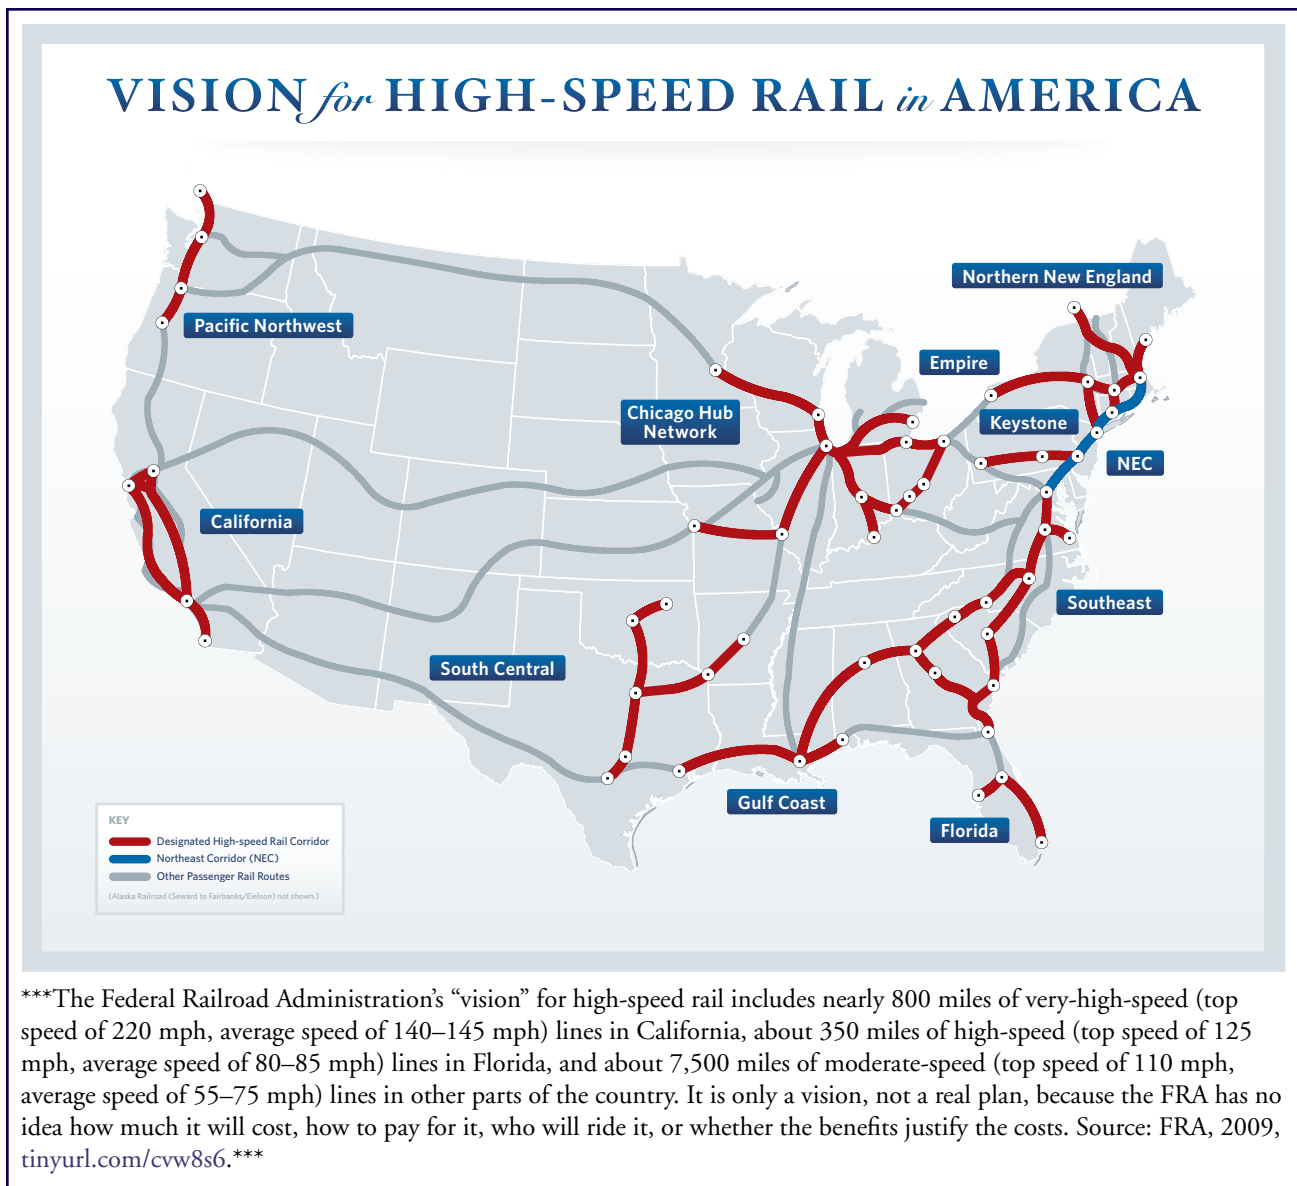 VISION for HIGH-SPEED RAIL in AMERICA
Northern New England
Pacific Northwest
Empire
Chicago Hub
Network
Keystone
NEC
California
Southeast
South Central
Gulf Coast
Florida
KEY
Designated High-speed Rail Corridor
Northeast Corridor (NEC)
Other Passenger Rail Routes
(Alaska Railroad (Seward to Fairbanks/Eielson) not shown.)
***The Federal Railroad Administration’s “vision” for high-speed rail includes nearly 800 miles of very-high-speed (top
speed of 220 mph, average speed of 140–145 mph) lines in California, about 350 miles of high-speed (top speed of 125
mph, average speed of 80–85 mph) lines in Florida, and about 7,500 miles of moderate-speed (top speed of 110 mph,
average speed of 55–75 mph) lines in other parts of the country. It is only a vision, not a real plan, because the FRA has no
idea how much it will cost, how to pay for it, who will ride it, or whether the benefits justify the costs. Source: FRA, 2009,
tinyurl.com/cvw8s6.***